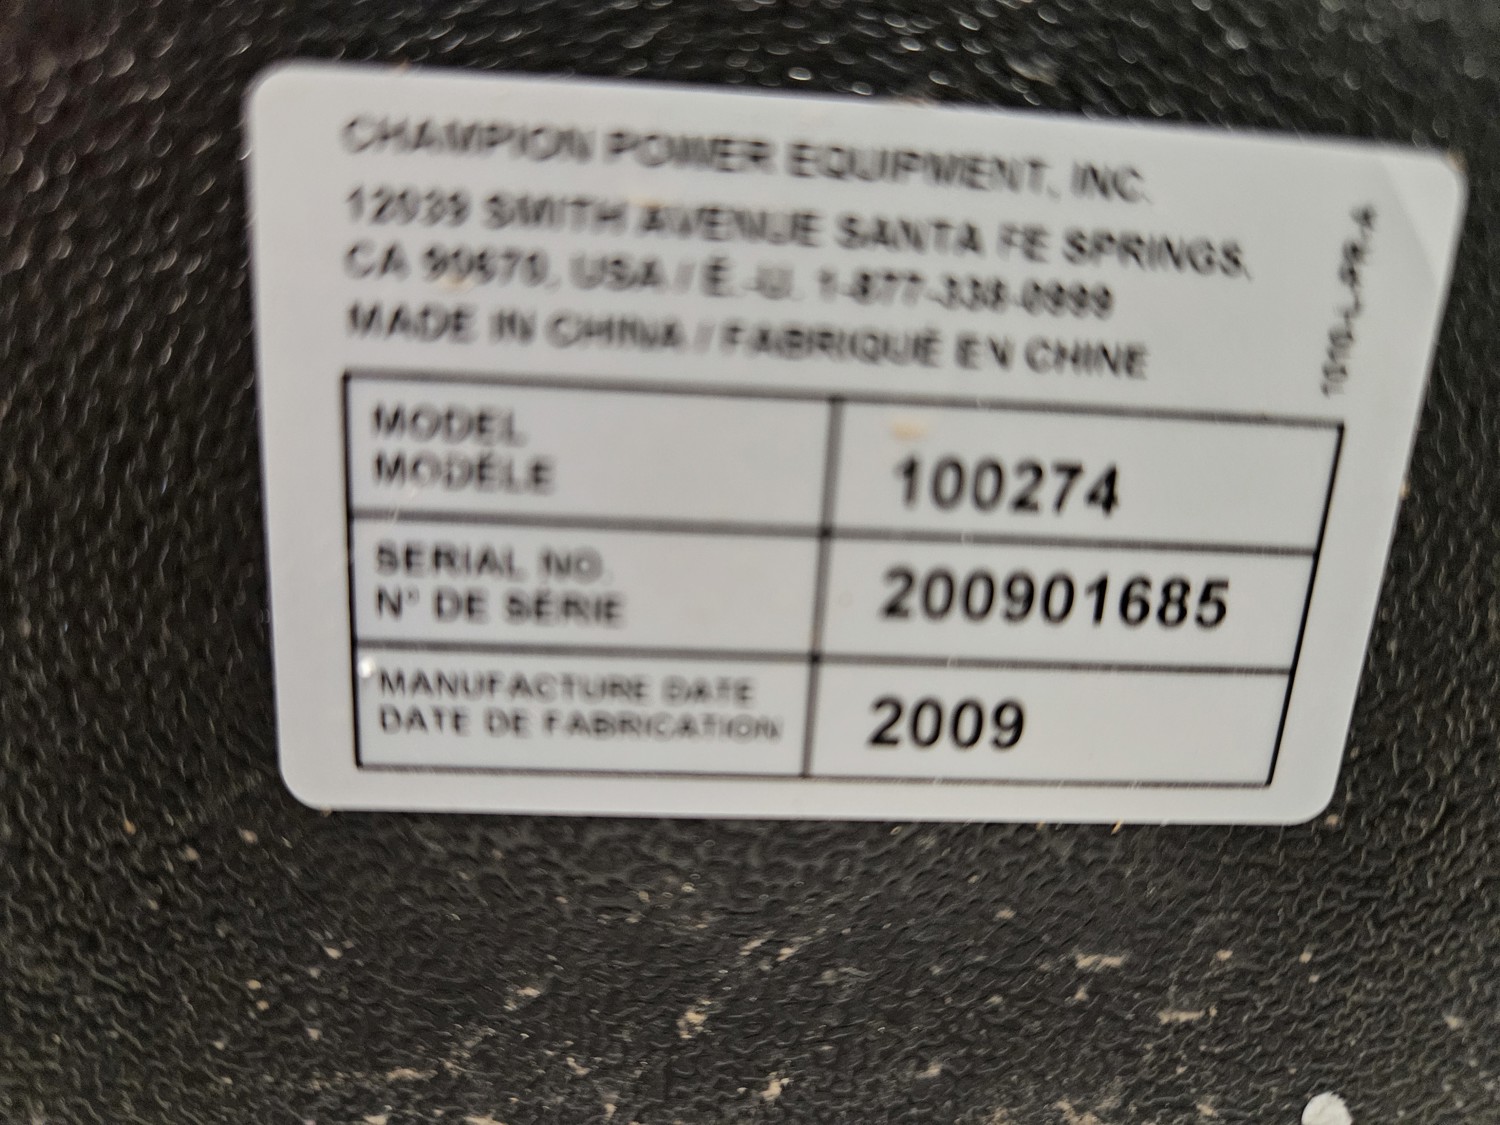 CHAMPION POWER EQUIPMENT, INC.
12039 SMITH AVENUE SANTA FE SPRINGS,
CA 90670, USA / É.-U. 1-877-338-0999
MADE IN CHINA / FABRIQUÉ EN CHINE
MODEL
MODÈLE
100274
SERIAL NO.
N° DE SÉRIE
200901685
MANUFACTURE DATE
DATE DE FABRICATION
2009